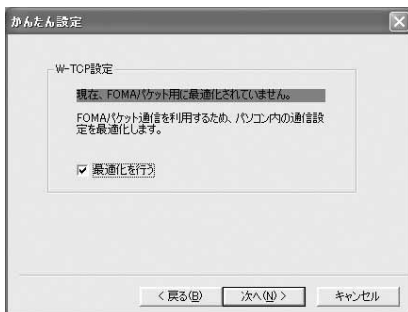 かんたん設定
W-TCP設定
現在、FOMAパケット用に最適化されていません。
FOMAパケット通信を利用するため、パソコン内の通信設
定を最適化します。
最適化を行う
< 戻る(B)
次へ(N) >
キャンセル